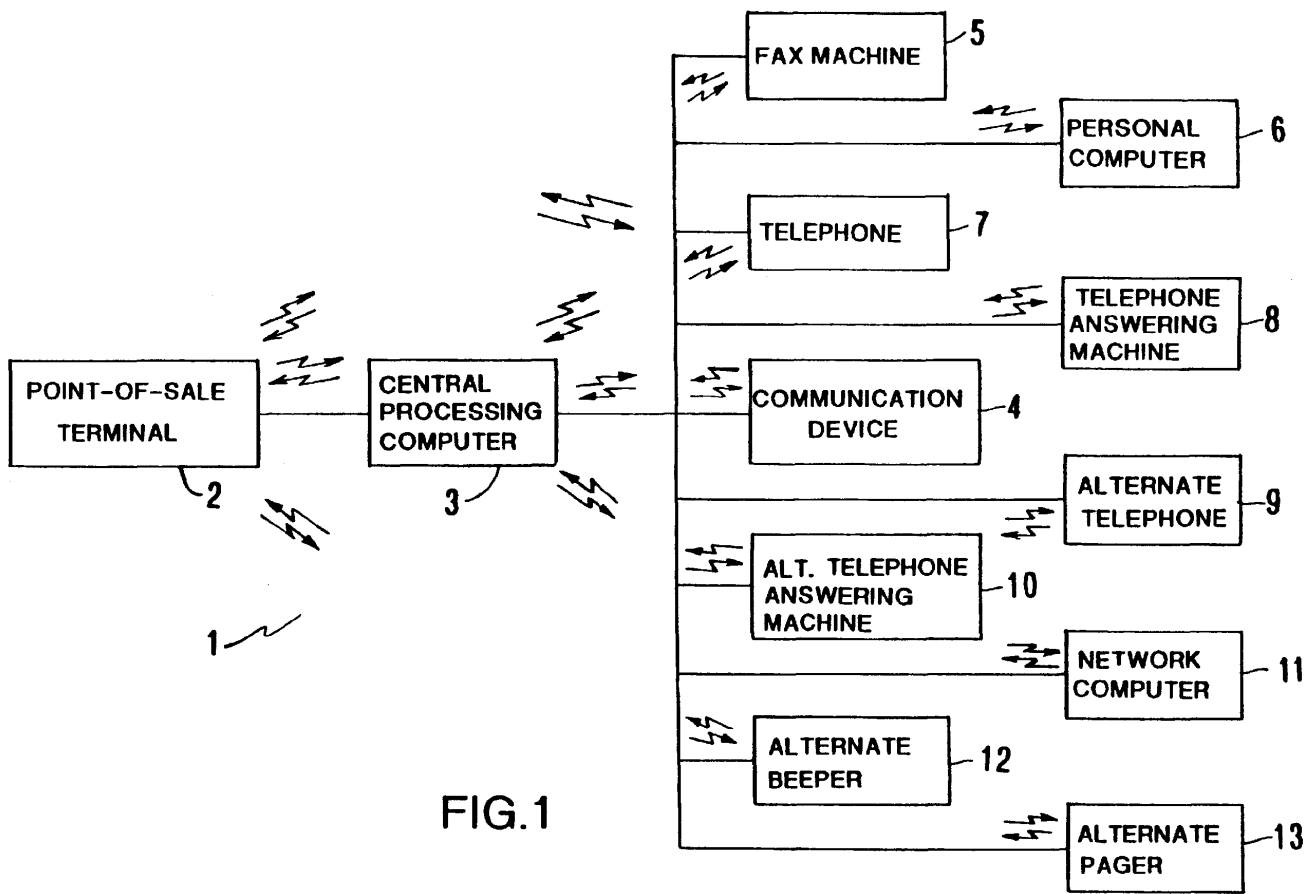 FAX MACHINE
5
PERSONAL
COMPUTER
6
TELEPHONE
7
TELEPHONE
ANSWERING
MACHINE
8
POINT-OF-SALE
TERMINAL
2
CENTRAL
PROCESSING
COMPUTER
3
COMMUNICATION
DEVICE
4
ALTERNATE
TELEPHONE
9
ALT. TELEPHONE
ANSWERING
MACHINE
10
1
NETWORK
COMPUTER
11
ALTERNATE
BEEPER
12
FIG.1
ALTERNATE
PAGER
13